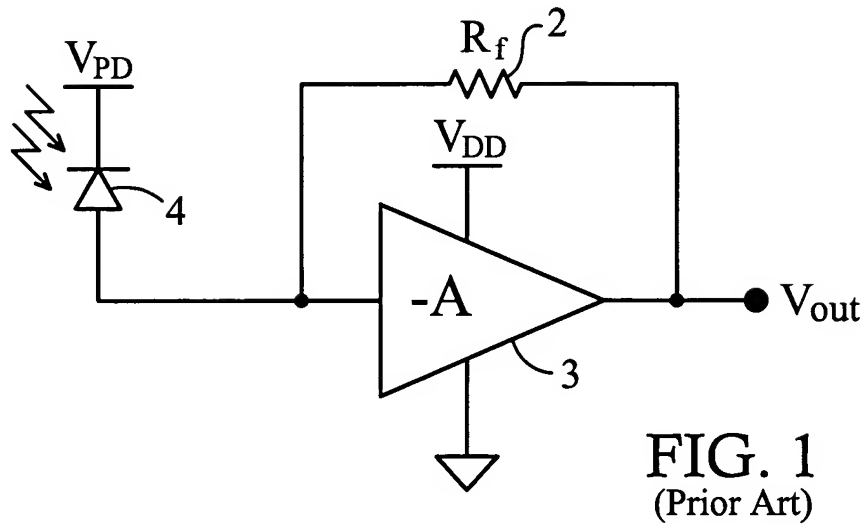 R_f 2
V_PD
V_DD
4
-A
V_out
3
FIG. 1
(Prior Art)